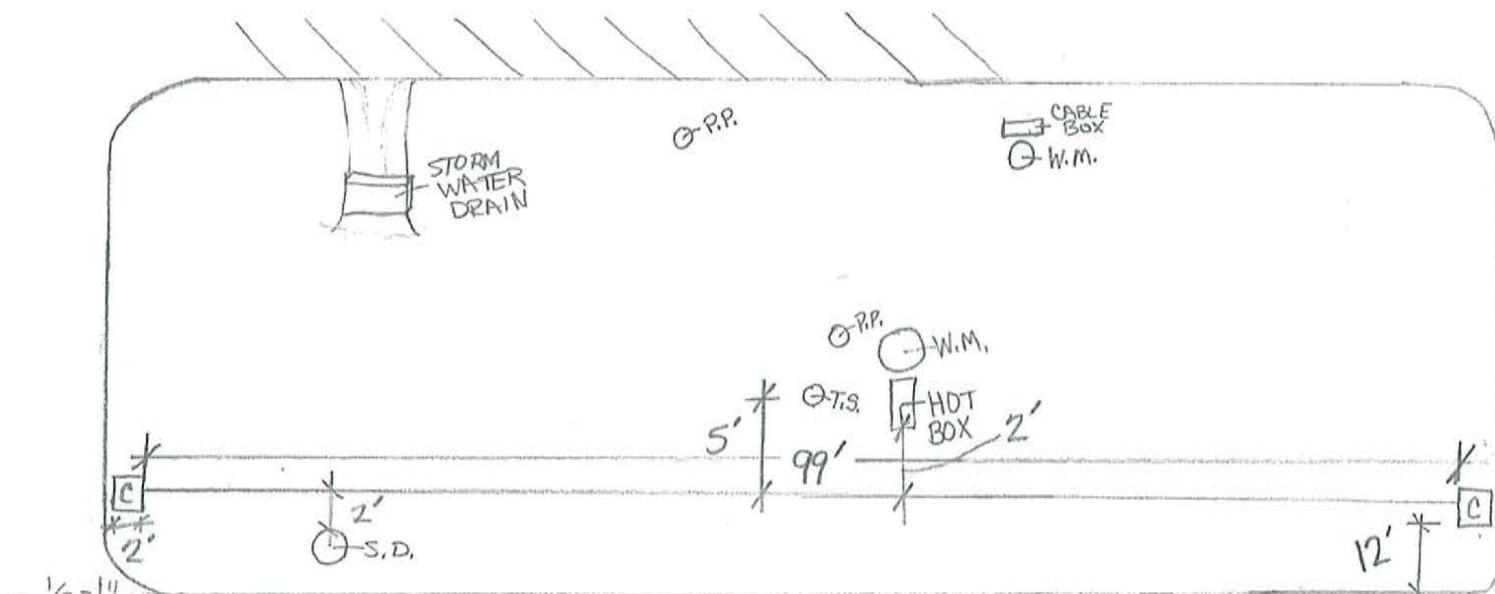 P.P.
CABLE
BOX
W.M.
STORM
WATER
DRAIN
P.P.
W.M.
T.S.
HOT
BOX
5'
2'
99'
C
C
2'
2'
S.D.
12'